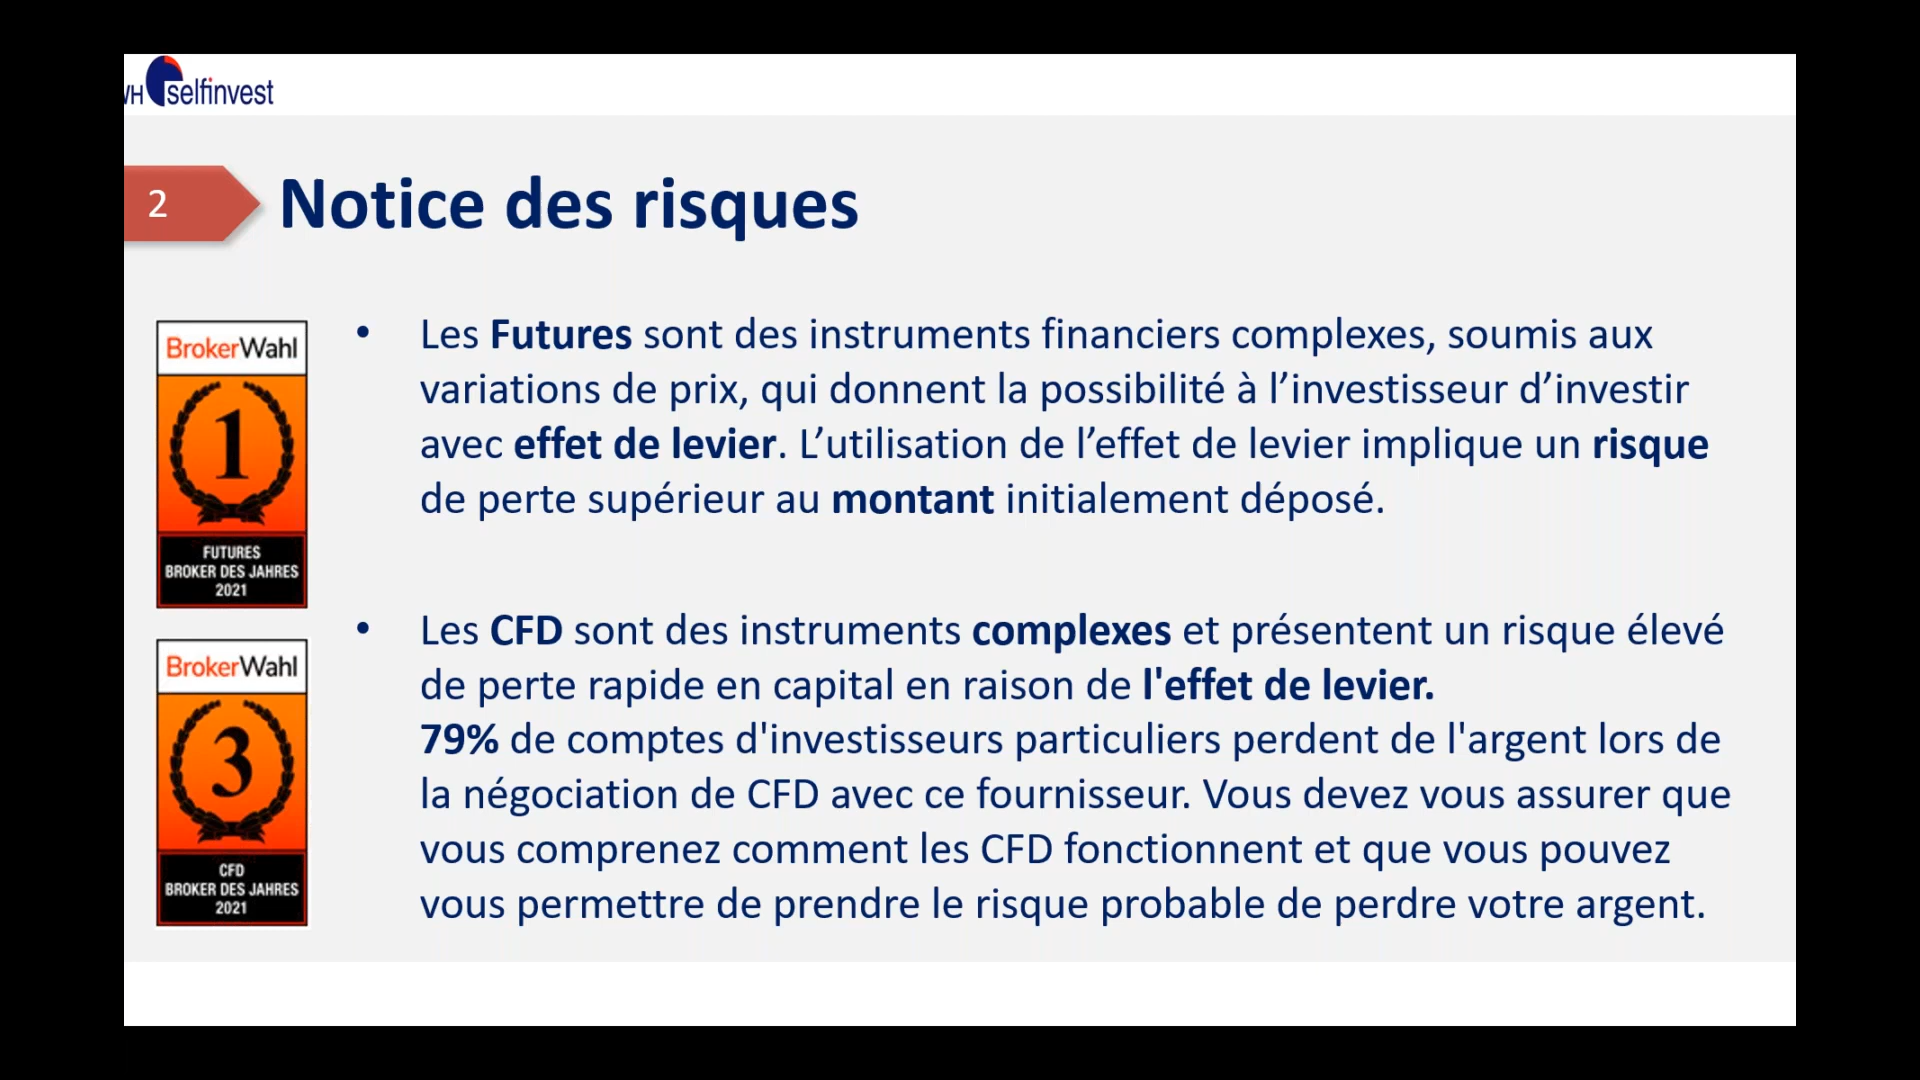 selfinvest
2
Notice des risques
BrokerWahl
1
FUTURES
BROKER DES JAHRES
2021
• Les Futures sont des instruments financiers complexes, soumis aux
variations de prix, qui donnent la possibilité à l’investisseur d’investir
avec effet de levier. L’utilisation de l’effet de levier implique un risque
de perte supérieur au montant initialement déposé.
BrokerWahl
3
CFD
BROKER DES JAHRES
2021
• Les CFD sont des instruments complexes et présentent un risque élevé
de perte rapide en capital en raison de l'effet de levier.
79% de comptes d'investisseurs particuliers perdent de l'argent lors de
la négociation de CFD avec ce fournisseur. Vous devez vous assurer que
vous comprenez comment les CFD fonctionnent et que vous pouvez
vous permettre de prendre le risque probable de perdre votre argent.